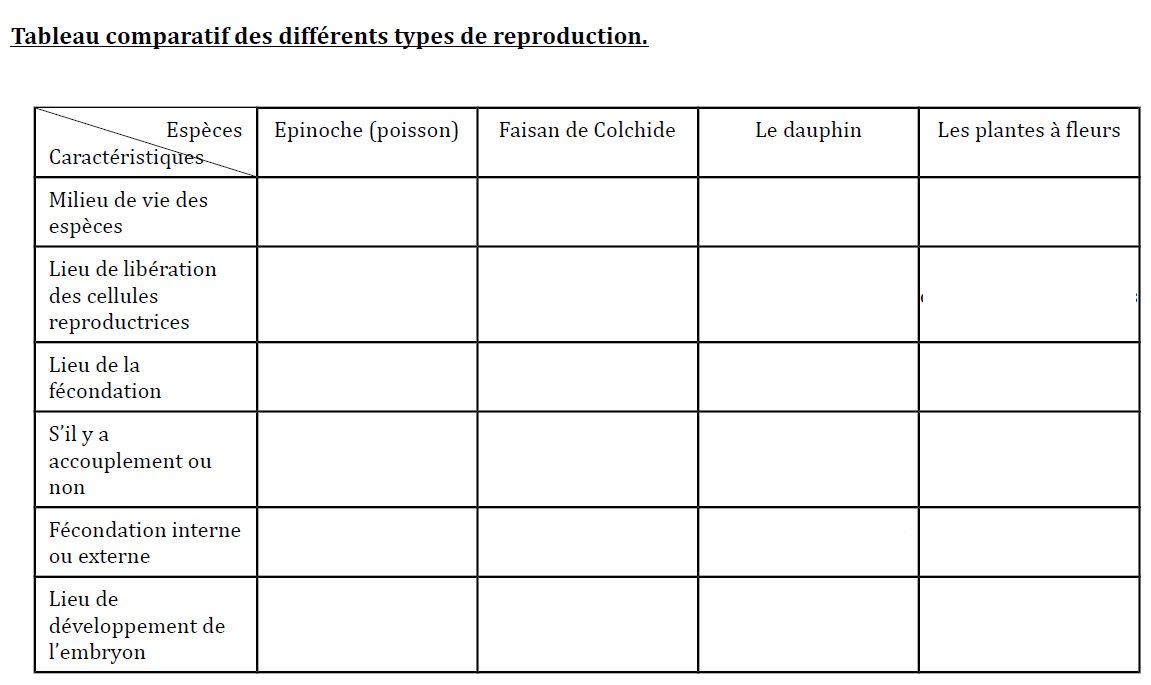 Tableau comparatif des différents types de reproduction.
Espèces
Caractéristiques
Epinoche (poisson)
Faisan de Colchide
Le dauphin
Les plantes à fleurs
Milieu de vie des
espèces
Lieu de libération
des cellules
reproductrices
Lieu de la
fécondation
S’il y a
accouplement ou
non
Fécondation interne
ou externe
Lieu de
développement de
l’embryon